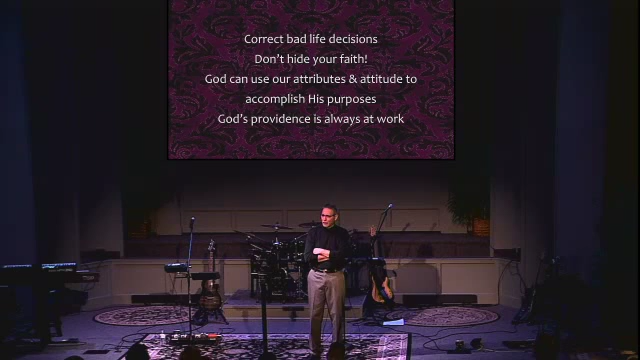 Correct bad life decisions
Don't hide your faith!
God can use our attributes & attitude to
accomplish His purposes
God's providence is always at work